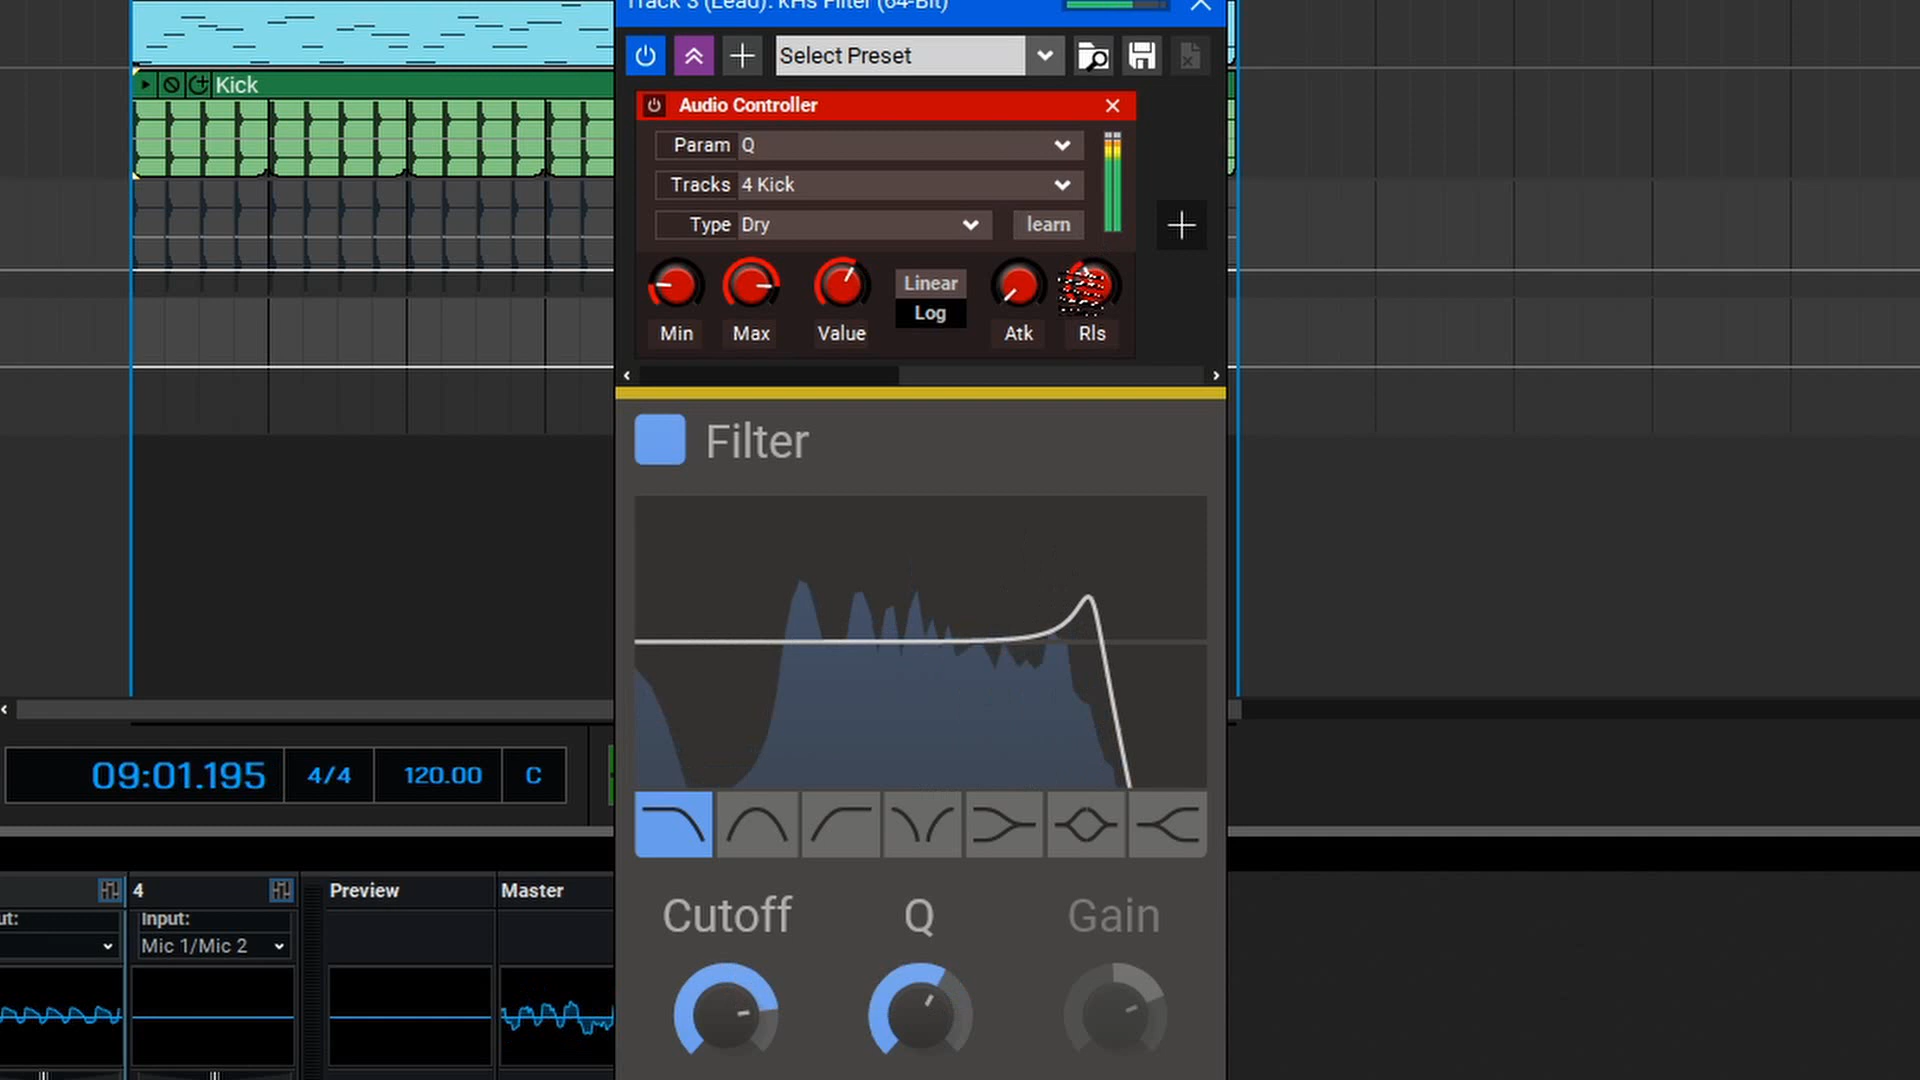 Track 3 (Lead): kHs Filter (64-Bit)
Select Preset
Kick
Audio Controller
Param Q
Tracks 4 Kick
Type Dry learn
Linear
Log
Min Max Value Atk Rls
Filter
09:01.195 4/4 120.00 C
4 Preview Master
ut: Input:
Mic 1/Mic 2
Cutoff Q Gain